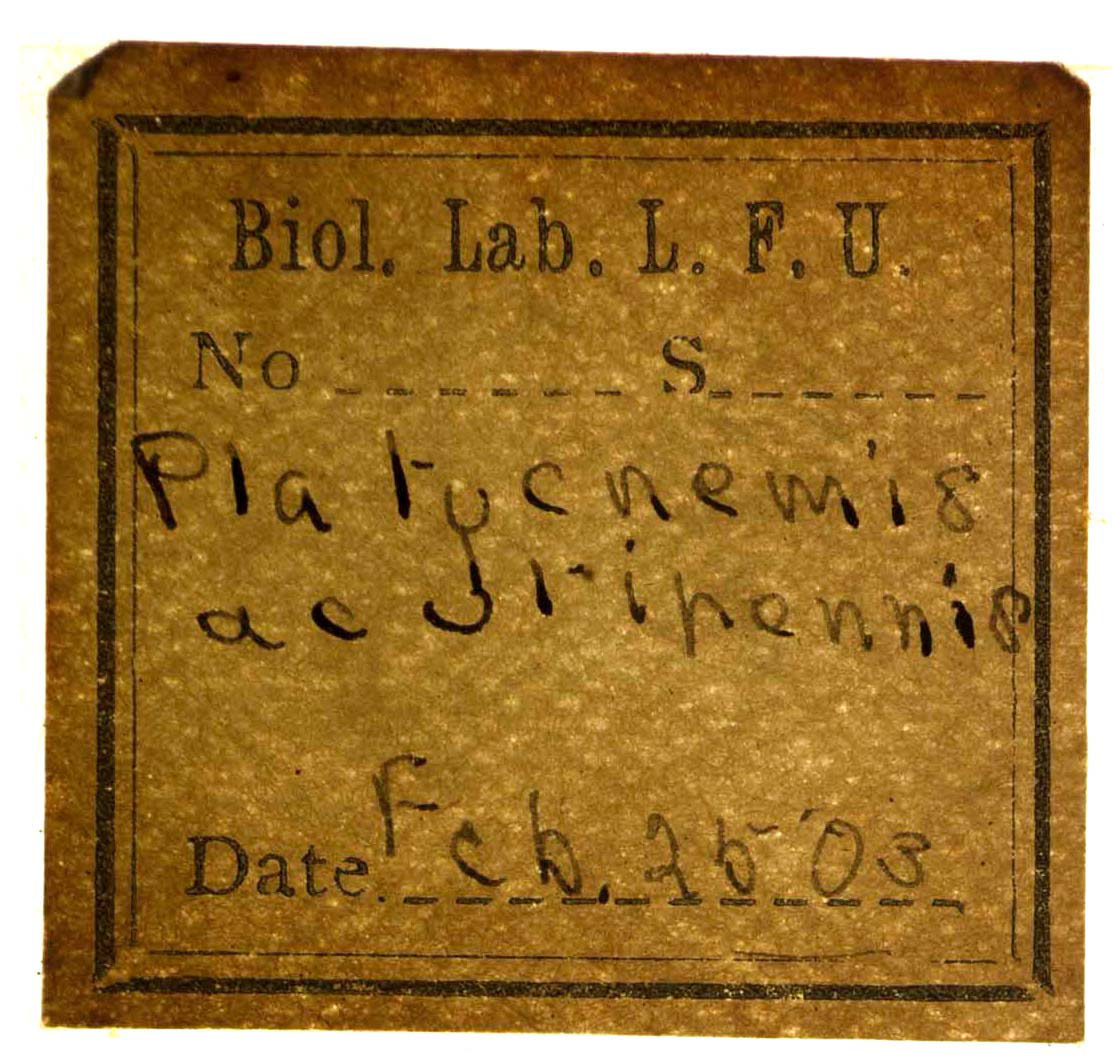 Biol. Lab. L. F. U.
No S
Platycnemis
acutipennis
Date. Feb. 25 '03